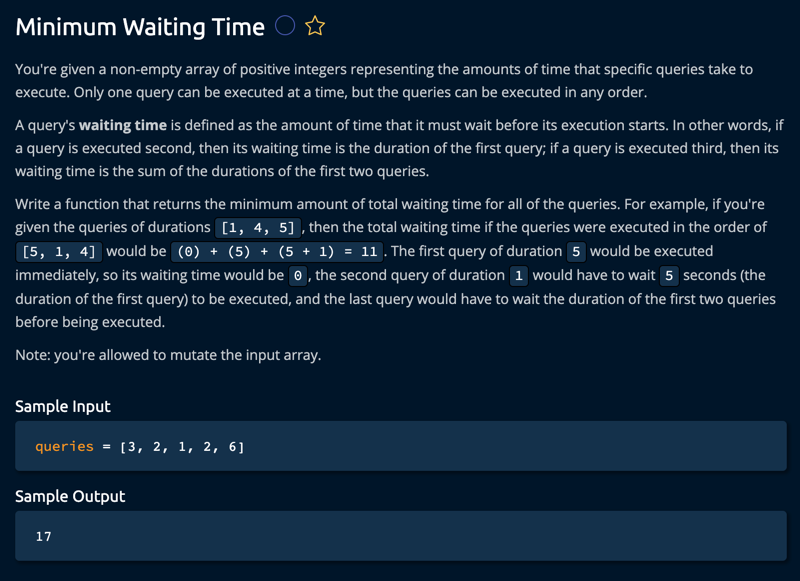 Minimum Waiting Time
You're given a non-empty array of positive integers representing the amounts of time that specific queries take to
execute. Only one query can be executed at a time, but the queries can be executed in any order.
A query's waiting time is defined as the amount of time that it must wait before its execution starts. In other words, if
a query is executed second, then its waiting time is the duration of the first query; if a query is executed third, then its
waiting time is the sum of the durations of the first two queries.
Write a function that returns the minimum amount of total waiting time for all of the queries. For example, if you're
given the queries of durations [1, 4, 5], then the total waiting time if the queries were executed in the order of
[5, 1, 4] would be (0) + (5) + (5 + 1) = 11. The first query of duration 5 would be executed
immediately, so its waiting time would be 0, the second query of duration 1 would have to wait 5 seconds (the
duration of the first query) to be executed, and the last query would have to wait the duration of the first two queries
before being executed.
Note: you're allowed to mutate the input array.
Sample Input
queries = [3, 2, 1, 2, 6]
Sample Output
17